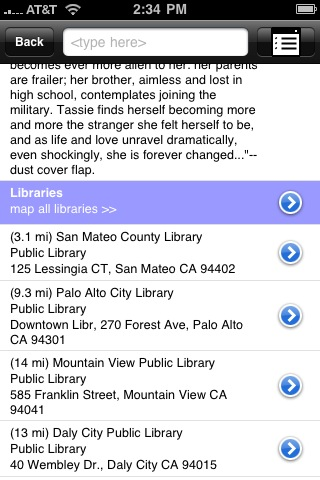 AT&T 2:34 PM
Back <type here>
becomes ever more alien to her: her parents
are frailer; her brother, aimless and lost in
high school, contemplates joining the
military. Tassie finds herself becoming more
and more the stranger she felt herself to be,
and as life and love unravel dramatically,
even shockingly, she is forever changed..."--
dust cover flap.
Libraries
map all libraries >>
(3.1 mi) San Mateo County Library
Public Library
125 Lessingia CT, San Mateo CA 94402
(9.3 mi) Palo Alto City Library
Public Library
Downtown Libr, 270 Forest Ave, Palo Alto
CA 94301
(14 mi) Mountain View Public Library
Public Library
585 Franklin Street, Mountain View CA
94041
(13 mi) Daly City Public Library
Public Library
40 Wembley Dr., Daly City CA 94015